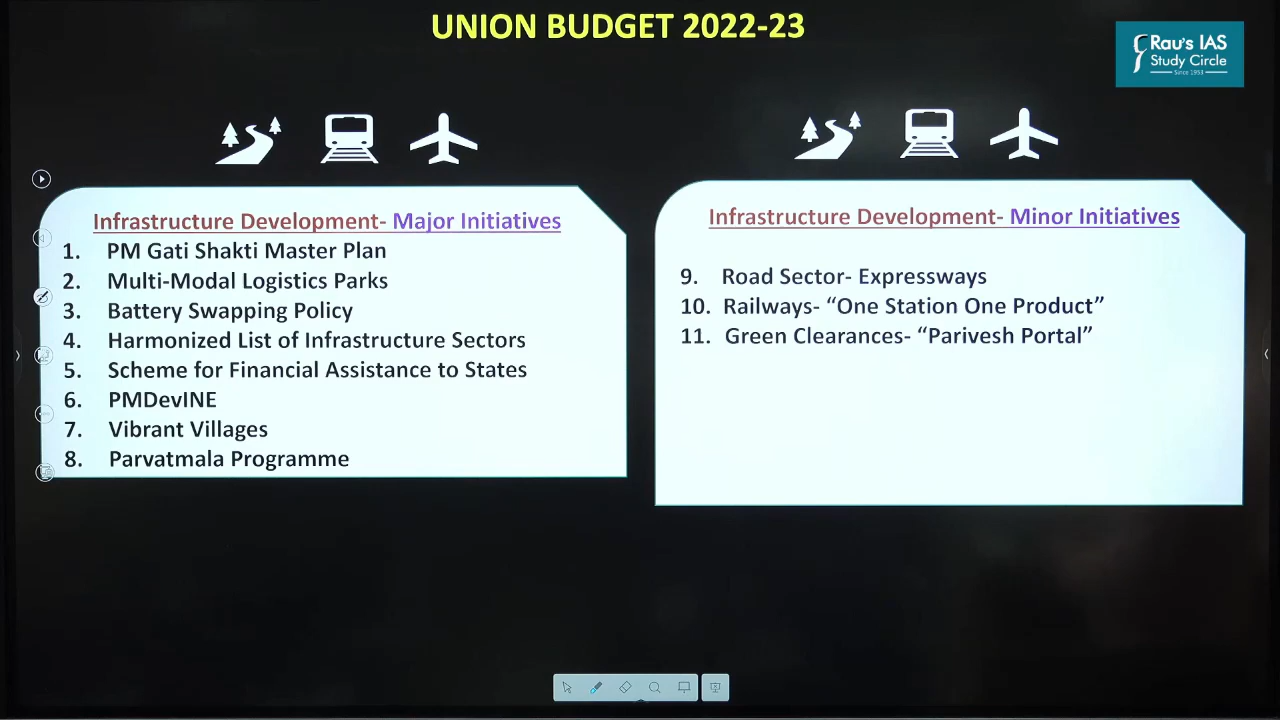 UNION BUDGET 2022-23
Rau's IAS
Study Circle
Since 1953
Infrastructure Development- Major Initiatives
1. PM Gati Shakti Master Plan
2. Multi-Modal Logistics Parks
3. Battery Swapping Policy
4. Harmonized List of Infrastructure Sectors
5. Scheme for Financial Assistance to States
6. PMDevINE
7. Vibrant Villages
8. Parvatmala Programme
Infrastructure Development- Minor Initiatives
9. Road Sector- Expressways
10. Railways- “One Station One Product”
11. Green Clearances- “Parivesh Portal”